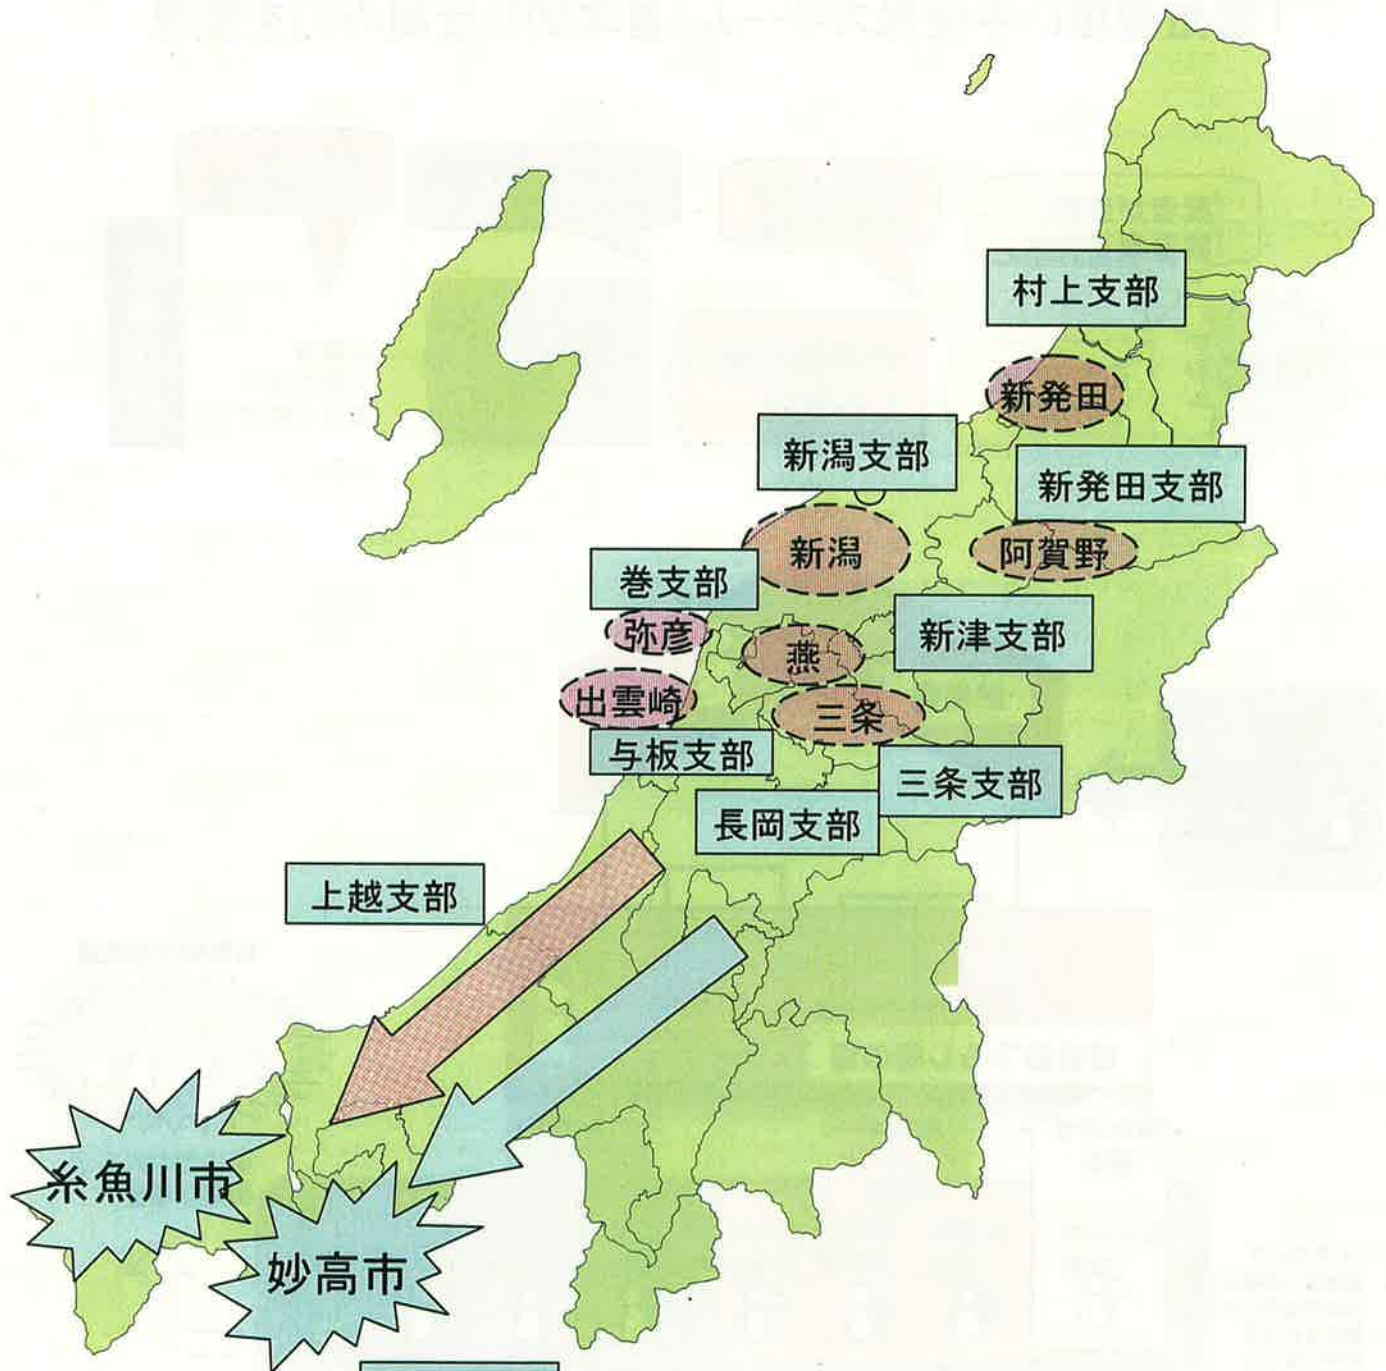 村上支部
新発田
新潟支部
新発田支部
新潟
阿賀野
巻支部
弥彦
燕
新津支部
出雲崎
三条
与板支部
三条支部
長岡支部
上越支部
糸魚川市
妙高市